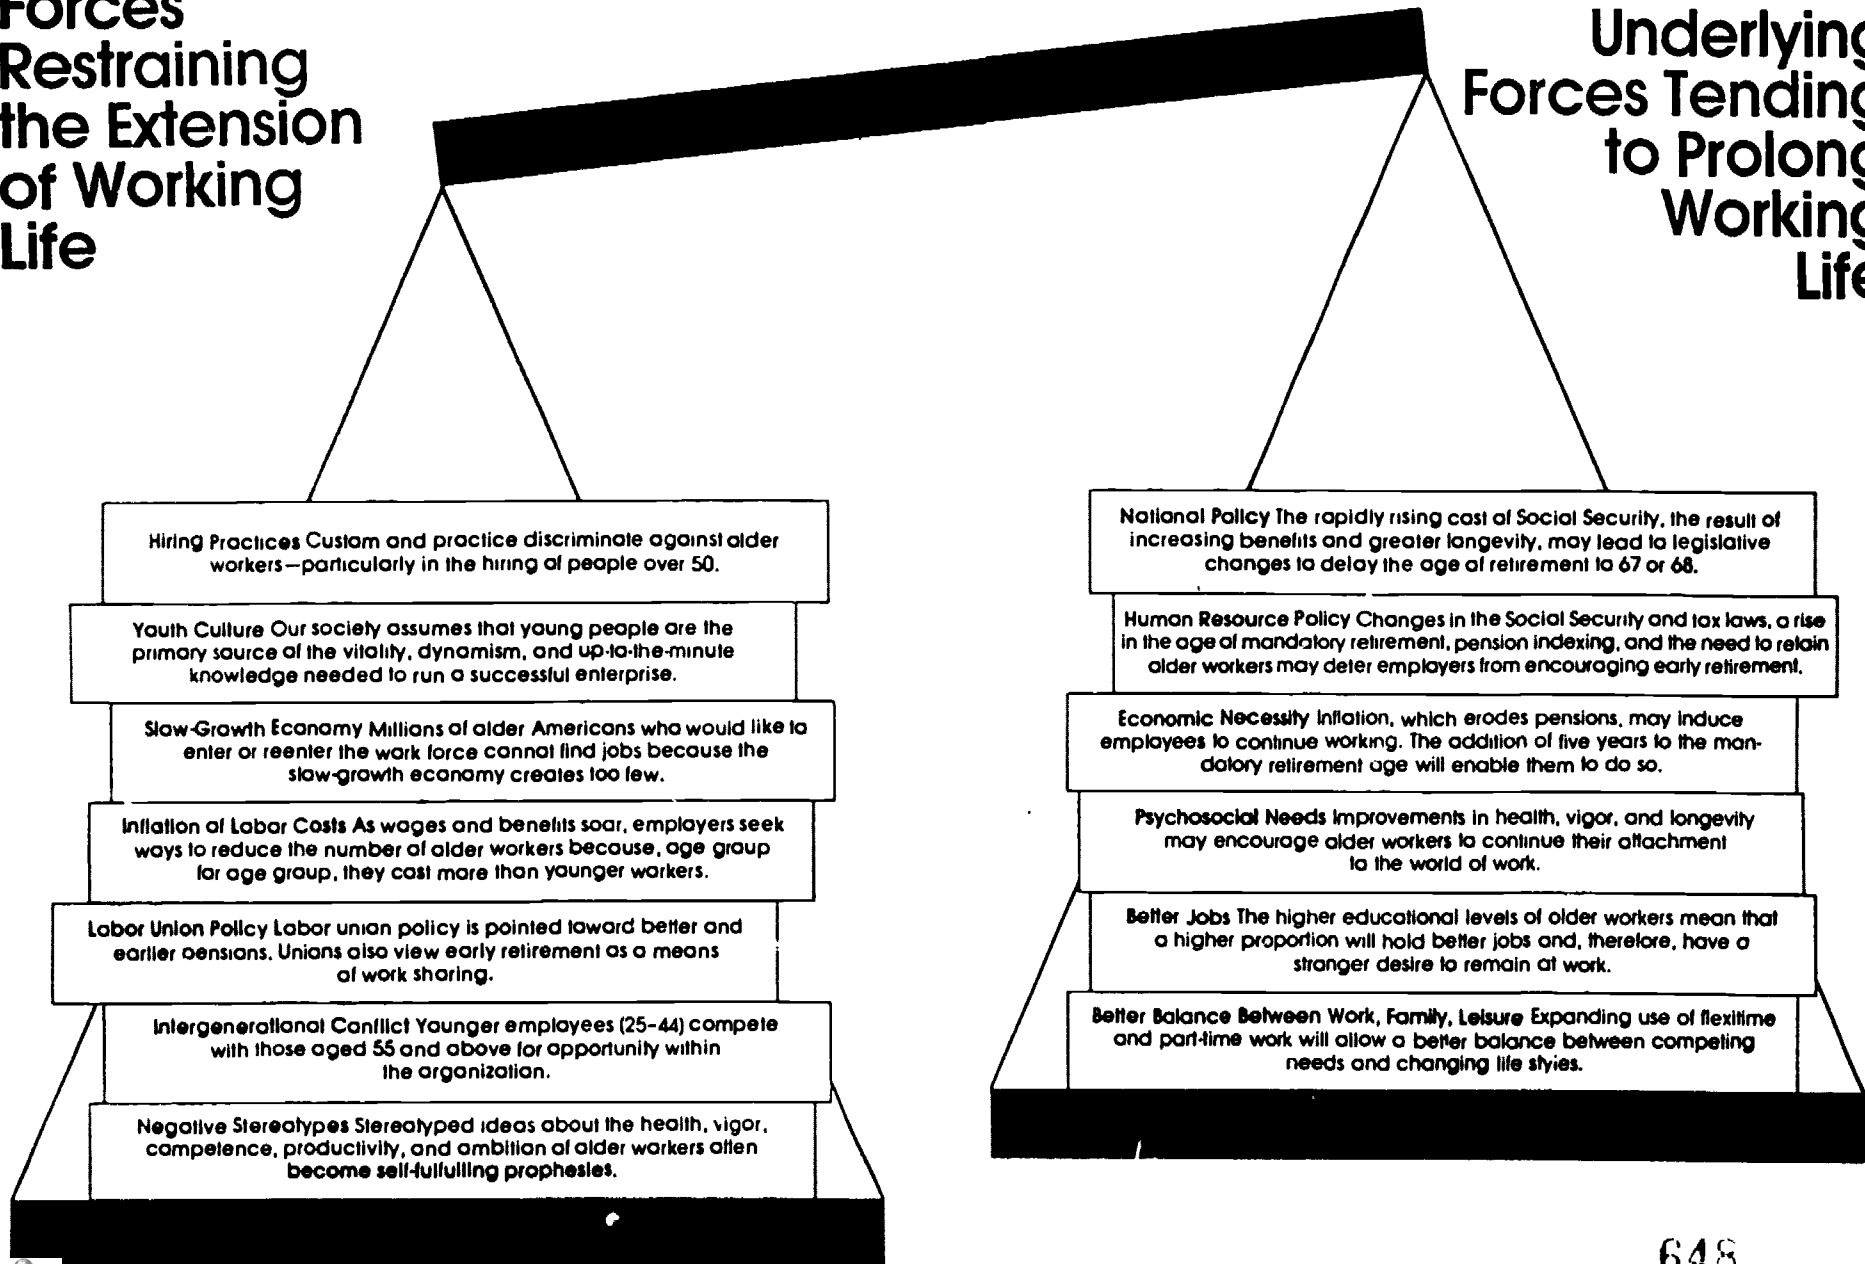 Forces
Restraining
the Extension
of Working
Life
Underlying
Forces Tending
to Prolong
Working
Life
Hiring Practices Custom and practice discriminate against older
workers—particularly in the hiring of people over 50.
Youth Culture Our society assumes that young people are the
primary source of the vitality, dynamism, and up-to-the-minute
knowledge needed to run a successful enterprise.
Slow-Growth Economy Millions of older Americans who would like to
enter or reenter the work force cannot find jobs because the
slow-growth economy creates too few.
Inflation of Labor Costs As wages and benefits soar, employers seek
ways to reduce the number of older workers because, age group
for age group, they cost more than younger workers.
Labor Union Policy Labor union policy is pointed toward better and
earlier pensions. Unions also view early retirement as a means
of work sharing.
Intergenerational Conflict Younger employees (25-44) compete
with those aged 55 and above for opportunity within
the organization.
Negative Stereotypes Stereotyped ideas about the health, vigor,
competence, productivity, and ambition of older workers often
become self-fulfulling prophesies.
National Policy The rapidly rising cost of Social Security, the result of
increasing benefits and greater longevity, may lead to legislative
changes to delay the age of retirement to 67 or 68.
Human Resource Policy Changes in the Social Security and tax laws, a rise
in the age of mandatory retirement, pension indexing, and the need to retain
older workers may deter employers from encouraging early retirement.
Economic Necessity Inflation, which erodes pensions, may induce
employees to continue working. The addition of five years to the man-
datory retirement age will enable them to do so.
Psychosocial Needs Improvements in health, vigor, and longevity
may encourage older workers to continue their attachment
to the world of work.
Better Jobs The higher educational levels of older workers mean that
a higher proportion will hold better jobs and, therefore, have a
stronger desire to remain at work.
Better Balance Between Work, Family, Leisure Expanding use of flexitime
and part-time work will allow a better balance between competing
needs and changing life styles.
648